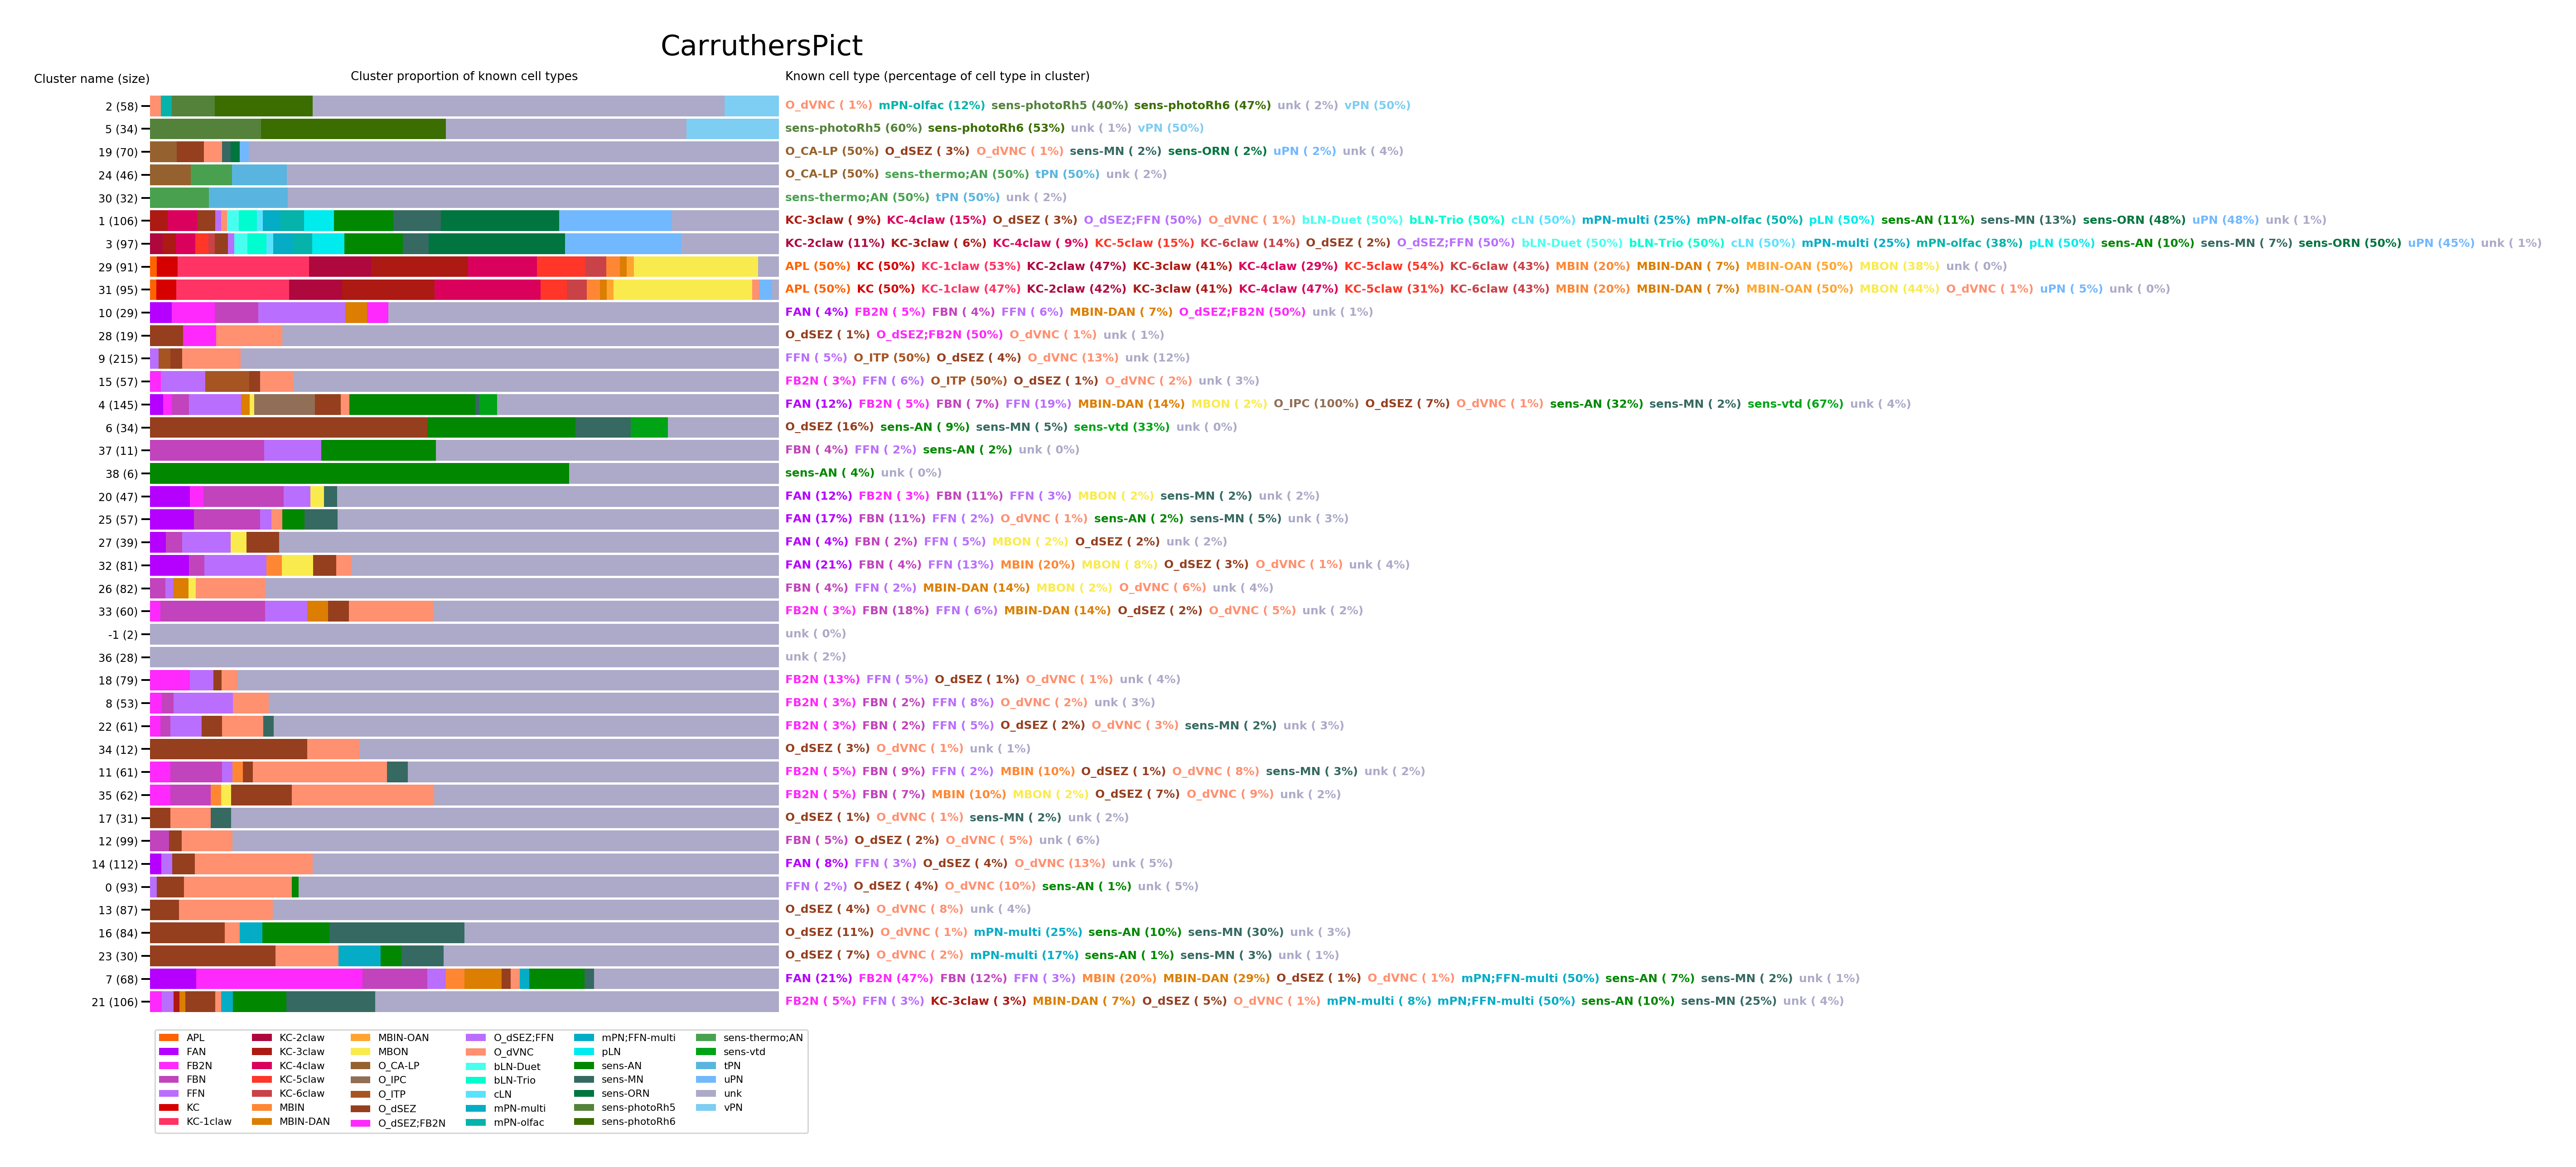 CarruthersPict
Cluster name (size) Cluster proportion of known cell types Known cell type (percentage of cell type in cluster)
2 (58) O_dVNC ( 1%) mPN-olfac (12%) sens-photoRh5 (40%) sens-photoRh6 (47%) unk ( 2%) vPN (50%)
5 (34) sens-photoRh5 (60%) sens-photoRh6 (53%) unk ( 1%) vPN (50%)
19 (70) O_CA-LP (50%) O_dSEZ ( 3%) O_dVNC ( 1%) sens-MN ( 2%) sens-ORN ( 2%) uPN ( 2%) unk ( 4%)
24 (46) O_CA-LP (50%) sens-thermo;AN (50%) tPN (50%) unk ( 2%)
30 (32) sens-thermo;AN (50%) tPN (50%) unk ( 2%)
1 (106) KC-3claw ( 9%) KC-4claw (15%) O_dSEZ ( 3%) O_dSEZ;FFN (50%) O_dVNC ( 1%) bLN-Duet (50%) bLN-Trio (50%) cLN (50%) mPN-multi (25%) mPN-olfac (50%) pLN (50%) sens-AN (11%) sens-MN (13%) sens-ORN (48%) uPN (48%) unk ( 1%)
3 (97) KC-2claw (11%) KC-3claw ( 6%) KC-4claw ( 9%) KC-5claw (15%) KC-6claw (14%) O_dSEZ ( 2%) O_dSEZ;FFN (50%) bLN-Duet (50%) bLN-Trio (50%) cLN (50%) mPN-multi (25%) mPN-olfac (38%) pLN (50%) sens-AN (10%) sens-MN ( 7%) sens-ORN (50%) uPN (45%) unk ( 1%)
29 (91) APL (50%) KC (50%) KC-1claw (53%) KC-2claw (47%) KC-3claw (41%) KC-4claw (29%) KC-5claw (54%) KC-6claw (43%) MBIN (20%) MBIN-DAN ( 7%) MBIN-OAN (50%) MBON (38%) unk ( 0%)
31 (95) APL (50%) KC (50%) KC-1claw (47%) KC-2claw (42%) KC-3claw (41%) KC-4claw (47%) KC-5claw (31%) KC-6claw (43%) MBIN (20%) MBIN-DAN ( 7%) MBIN-OAN (50%) MBON (44%) O_dVNC ( 1%) uPN ( 5%) unk ( 0%)
10 (29) FAN ( 4%) FB2N ( 5%) FBN ( 4%) FFN ( 6%) MBIN-DAN ( 7%) O_dSEZ;FB2N (50%) unk ( 1%)
28 (19) O_dSEZ ( 1%) O_dSEZ;FB2N (50%) O_dVNC ( 1%) unk ( 1%)
9 (215) FFN ( 5%) O_ITP (50%) O_dSEZ ( 4%) O_dVNC (13%) unk (12%)
15 (57) FB2N ( 3%) FFN ( 6%) O_ITP (50%) O_dSEZ ( 1%) O_dVNC ( 2%) unk ( 3%)
4 (145) FAN (12%) FB2N ( 5%) FBN ( 7%) FFN (19%) MBIN-DAN (14%) MBON ( 2%) O_IPC (100%) O_dSEZ ( 7%) O_dVNC ( 1%) sens-AN (32%) sens-MN ( 2%) sens-vtd (67%) unk ( 4%)
6 (34) O_dSEZ (16%) sens-AN ( 9%) sens-MN ( 5%) sens-vtd (33%) unk ( 0%)
37 (11) FBN ( 4%) FFN ( 2%) sens-AN ( 2%) unk ( 0%)
38 (6) sens-AN ( 4%) unk ( 0%)
20 (47) FAN (12%) FB2N ( 3%) FBN (11%) FFN ( 3%) MBON ( 2%) sens-MN ( 2%) unk ( 2%)
25 (57) FAN (17%) FBN (11%) FFN ( 2%) O_dVNC ( 1%) sens-AN ( 2%) sens-MN ( 5%) unk ( 3%)
27 (39) FAN ( 4%) FBN ( 2%) FFN ( 5%) MBON ( 2%) O_dSEZ ( 2%) unk ( 2%)
32 (81) FAN (21%) FBN ( 4%) FFN (13%) MBIN (20%) MBON ( 8%) O_dSEZ ( 3%) O_dVNC ( 1%) unk ( 4%)
26 (82) FBN ( 4%) FFN ( 2%) MBIN-DAN (14%) MBON ( 2%) O_dVNC ( 6%) unk ( 4%)
33 (60) FB2N ( 3%) FBN (18%) FFN ( 6%) MBIN-DAN (14%) O_dSEZ ( 2%) O_dVNC ( 5%) unk ( 2%)
-1 (2) unk ( 0%)
36 (28) unk ( 2%)
18 (79) FB2N (13%) FFN ( 5%) O_dSEZ ( 1%) O_dVNC ( 1%) unk ( 4%)
8 (53) FB2N ( 3%) FBN ( 2%) FFN ( 8%) O_dVNC ( 2%) unk ( 3%)
22 (61) FB2N ( 3%) FBN ( 2%) FFN ( 5%) O_dSEZ ( 2%) O_dVNC ( 3%) sens-MN ( 2%) unk ( 3%)
34 (12) O_dSEZ ( 3%) O_dVNC ( 1%) unk ( 1%)
11 (61) FB2N ( 5%) FBN ( 9%) FFN ( 2%) MBIN (10%) O_dSEZ ( 1%) O_dVNC ( 8%) sens-MN ( 3%) unk ( 2%)
35 (62) FB2N ( 5%) FBN ( 7%) MBIN (10%) MBON ( 2%) O_dSEZ ( 7%) O_dVNC ( 9%) unk ( 2%)
17 (31) O_dSEZ ( 1%) O_dVNC ( 1%) sens-MN ( 2%) unk ( 2%)
12 (99) FBN ( 5%) O_dSEZ ( 2%) O_dVNC ( 5%) unk ( 6%)
14 (112) FAN ( 8%) FFN ( 3%) O_dSEZ ( 4%) O_dVNC (13%) unk ( 5%)
0 (93) FFN ( 2%) O_dSEZ ( 4%) O_dVNC (10%) sens-AN ( 1%) unk ( 5%)
13 (87) O_dSEZ ( 4%) O_dVNC ( 8%) unk ( 4%)
16 (84) O_dSEZ (11%) O_dVNC ( 1%) mPN-multi (25%) sens-AN (10%) sens-MN (30%) unk ( 3%)
23 (30) O_dSEZ ( 7%) O_dVNC ( 2%) mPN-multi (17%) sens-AN ( 1%) sens-MN ( 3%) unk ( 1%)
7 (68) FAN (21%) FB2N (47%) FBN (12%) FFN ( 3%) MBIN (20%) MBIN-DAN (29%) O_dSEZ ( 1%) O_dVNC ( 1%) mPN;FFN-multi (50%) sens-AN ( 7%) sens-MN ( 2%) unk ( 1%)
21 (106) FB2N ( 5%) FFN ( 3%) KC-3claw ( 3%) MBIN-DAN ( 7%) O_dSEZ ( 5%) O_dVNC ( 1%) mPN-multi ( 8%) mPN;FFN-multi (50%) sens-AN (10%) sens-MN (25%) unk ( 4%)
APL KC-2claw MBIN-OAN O_dSEZ;FFN mPN;FFN-multi sens-thermo;AN
FAN KC-3claw MBON O_dVNC pLN sens-vtd
FB2N KC-4claw O_CA-LP bLN-Duet sens-AN tPN
FBN KC-5claw O_IPC bLN-Trio sens-MN uPN
FFN KC-6claw O_ITP cLN sens-ORN unk
KC MBIN O_dSEZ mPN-multi sens-photoRh5 vPN
KC-1claw MBIN-DAN O_dSEZ;FB2N mPN-olfac sens-photoRh6